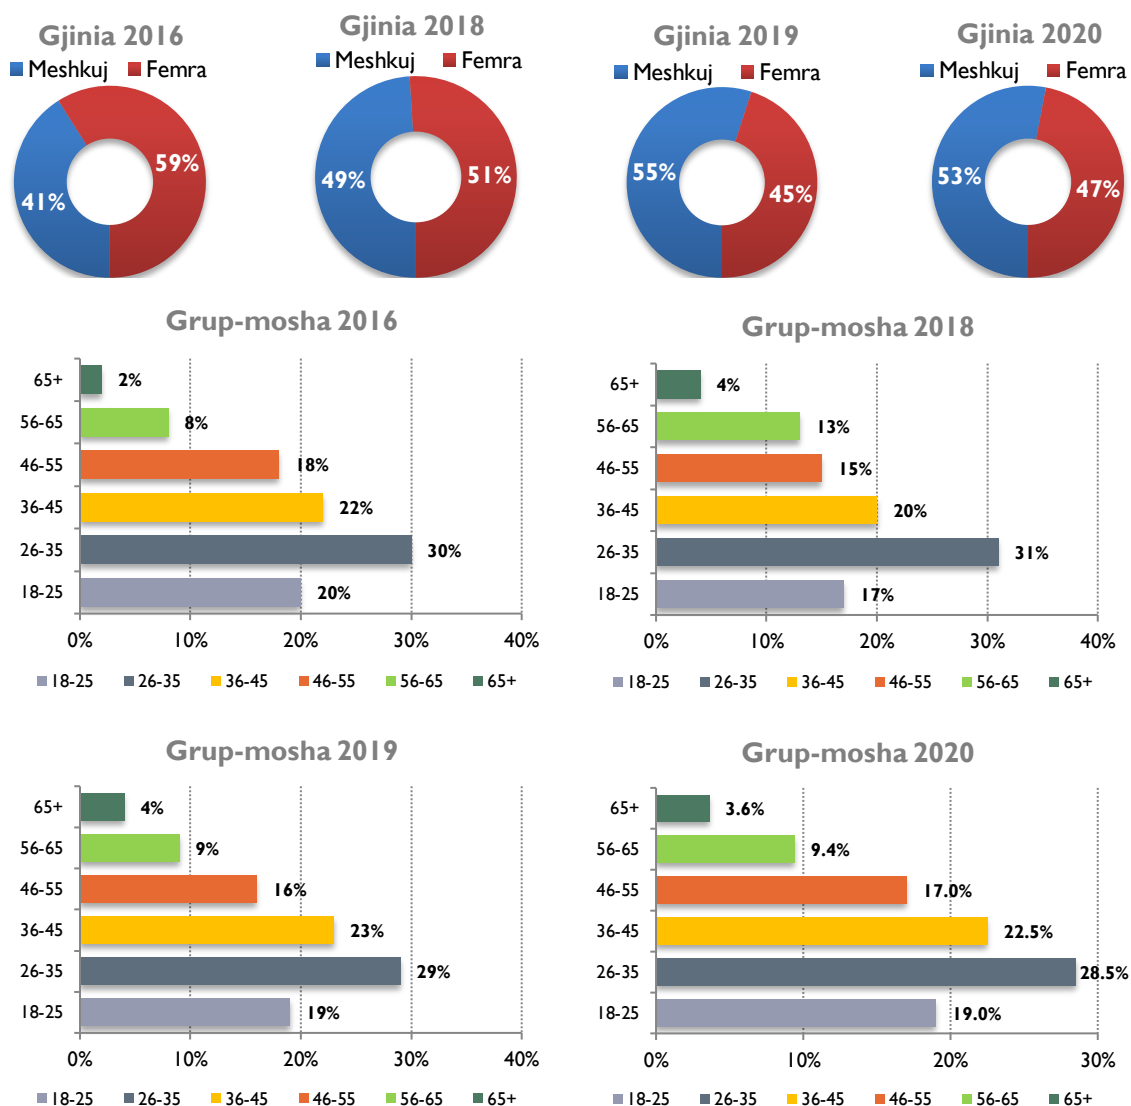 Gjinia 2016
Meshkuj Femra
59%
41%
Gjinia 2018
Meshkuj Femra
49%
51%
Gjinia 2019
Meshkuj Femra
55%
45%
Gjinia 2020
Meshkuj Femra
53%
47%
Grup-mosha 2016
65+ 2%
56-65 8%
46-55 18%
36-45 22%
26-35 30%
18-25 20%
0% 10% 20% 30% 40%
18-25 26-35 36-45 46-55 56-65 65+
Grup-mosha 2018
65+ 4%
56-65 13%
46-55 15%
36-45 20%
26-35 31%
18-25 17%
0% 10% 20% 30% 40%
18-25 26-35 36-45 46-55 56-65 65+
Grup-mosha 2019
65+ 4%
56-65 9%
46-55 16%
36-45 23%
26-35 29%
18-25 19%
0% 10% 20% 30% 40%
18-25 26-35 36-45 46-55 56-65 65+
Grup-mosha 2020
65+ 3.6%
56-65 9.4%
46-55 17.0%
36-45 22.5%
26-35 28.5%
18-25 19.0%
0% 10% 20% 30%
18-25 26-35 36-45 46-55 56-65 65+